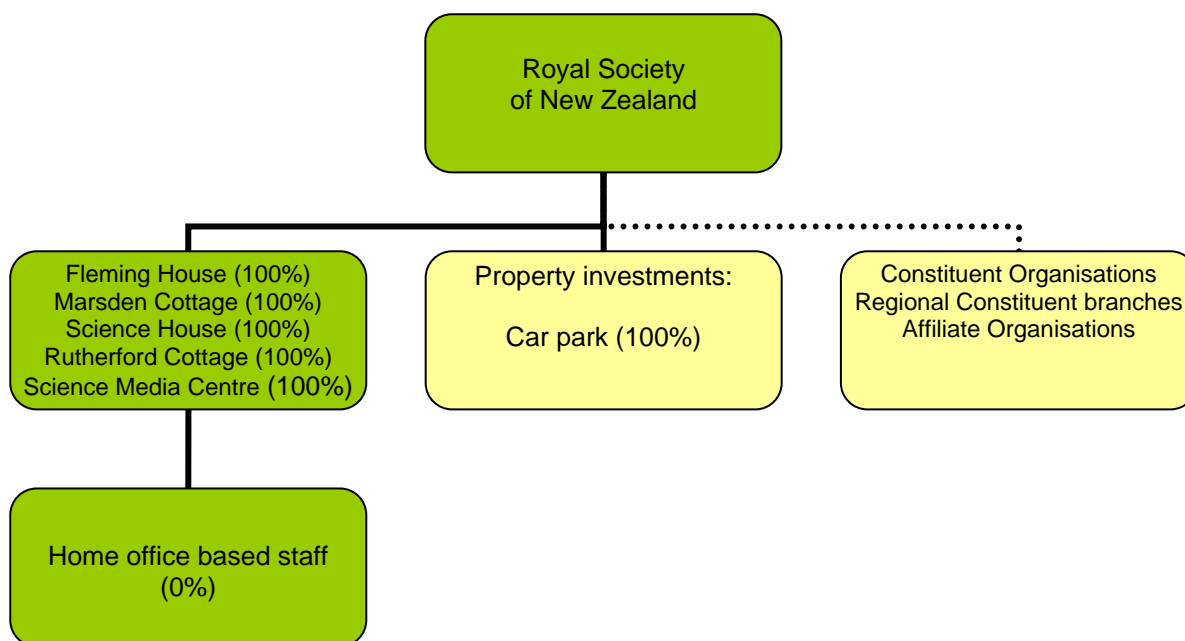 Royal Society
of New Zealand
Fleming House (100%)
Marsden Cottage (100%)
Science House (100%)
Rutherford Cottage (100%)
Science Media Centre (100%)
Property investments:
Car park (100%)
Constituent Organisations
Regional Constituent branches
Affiliate Organisations
Home office based staff
(0%)